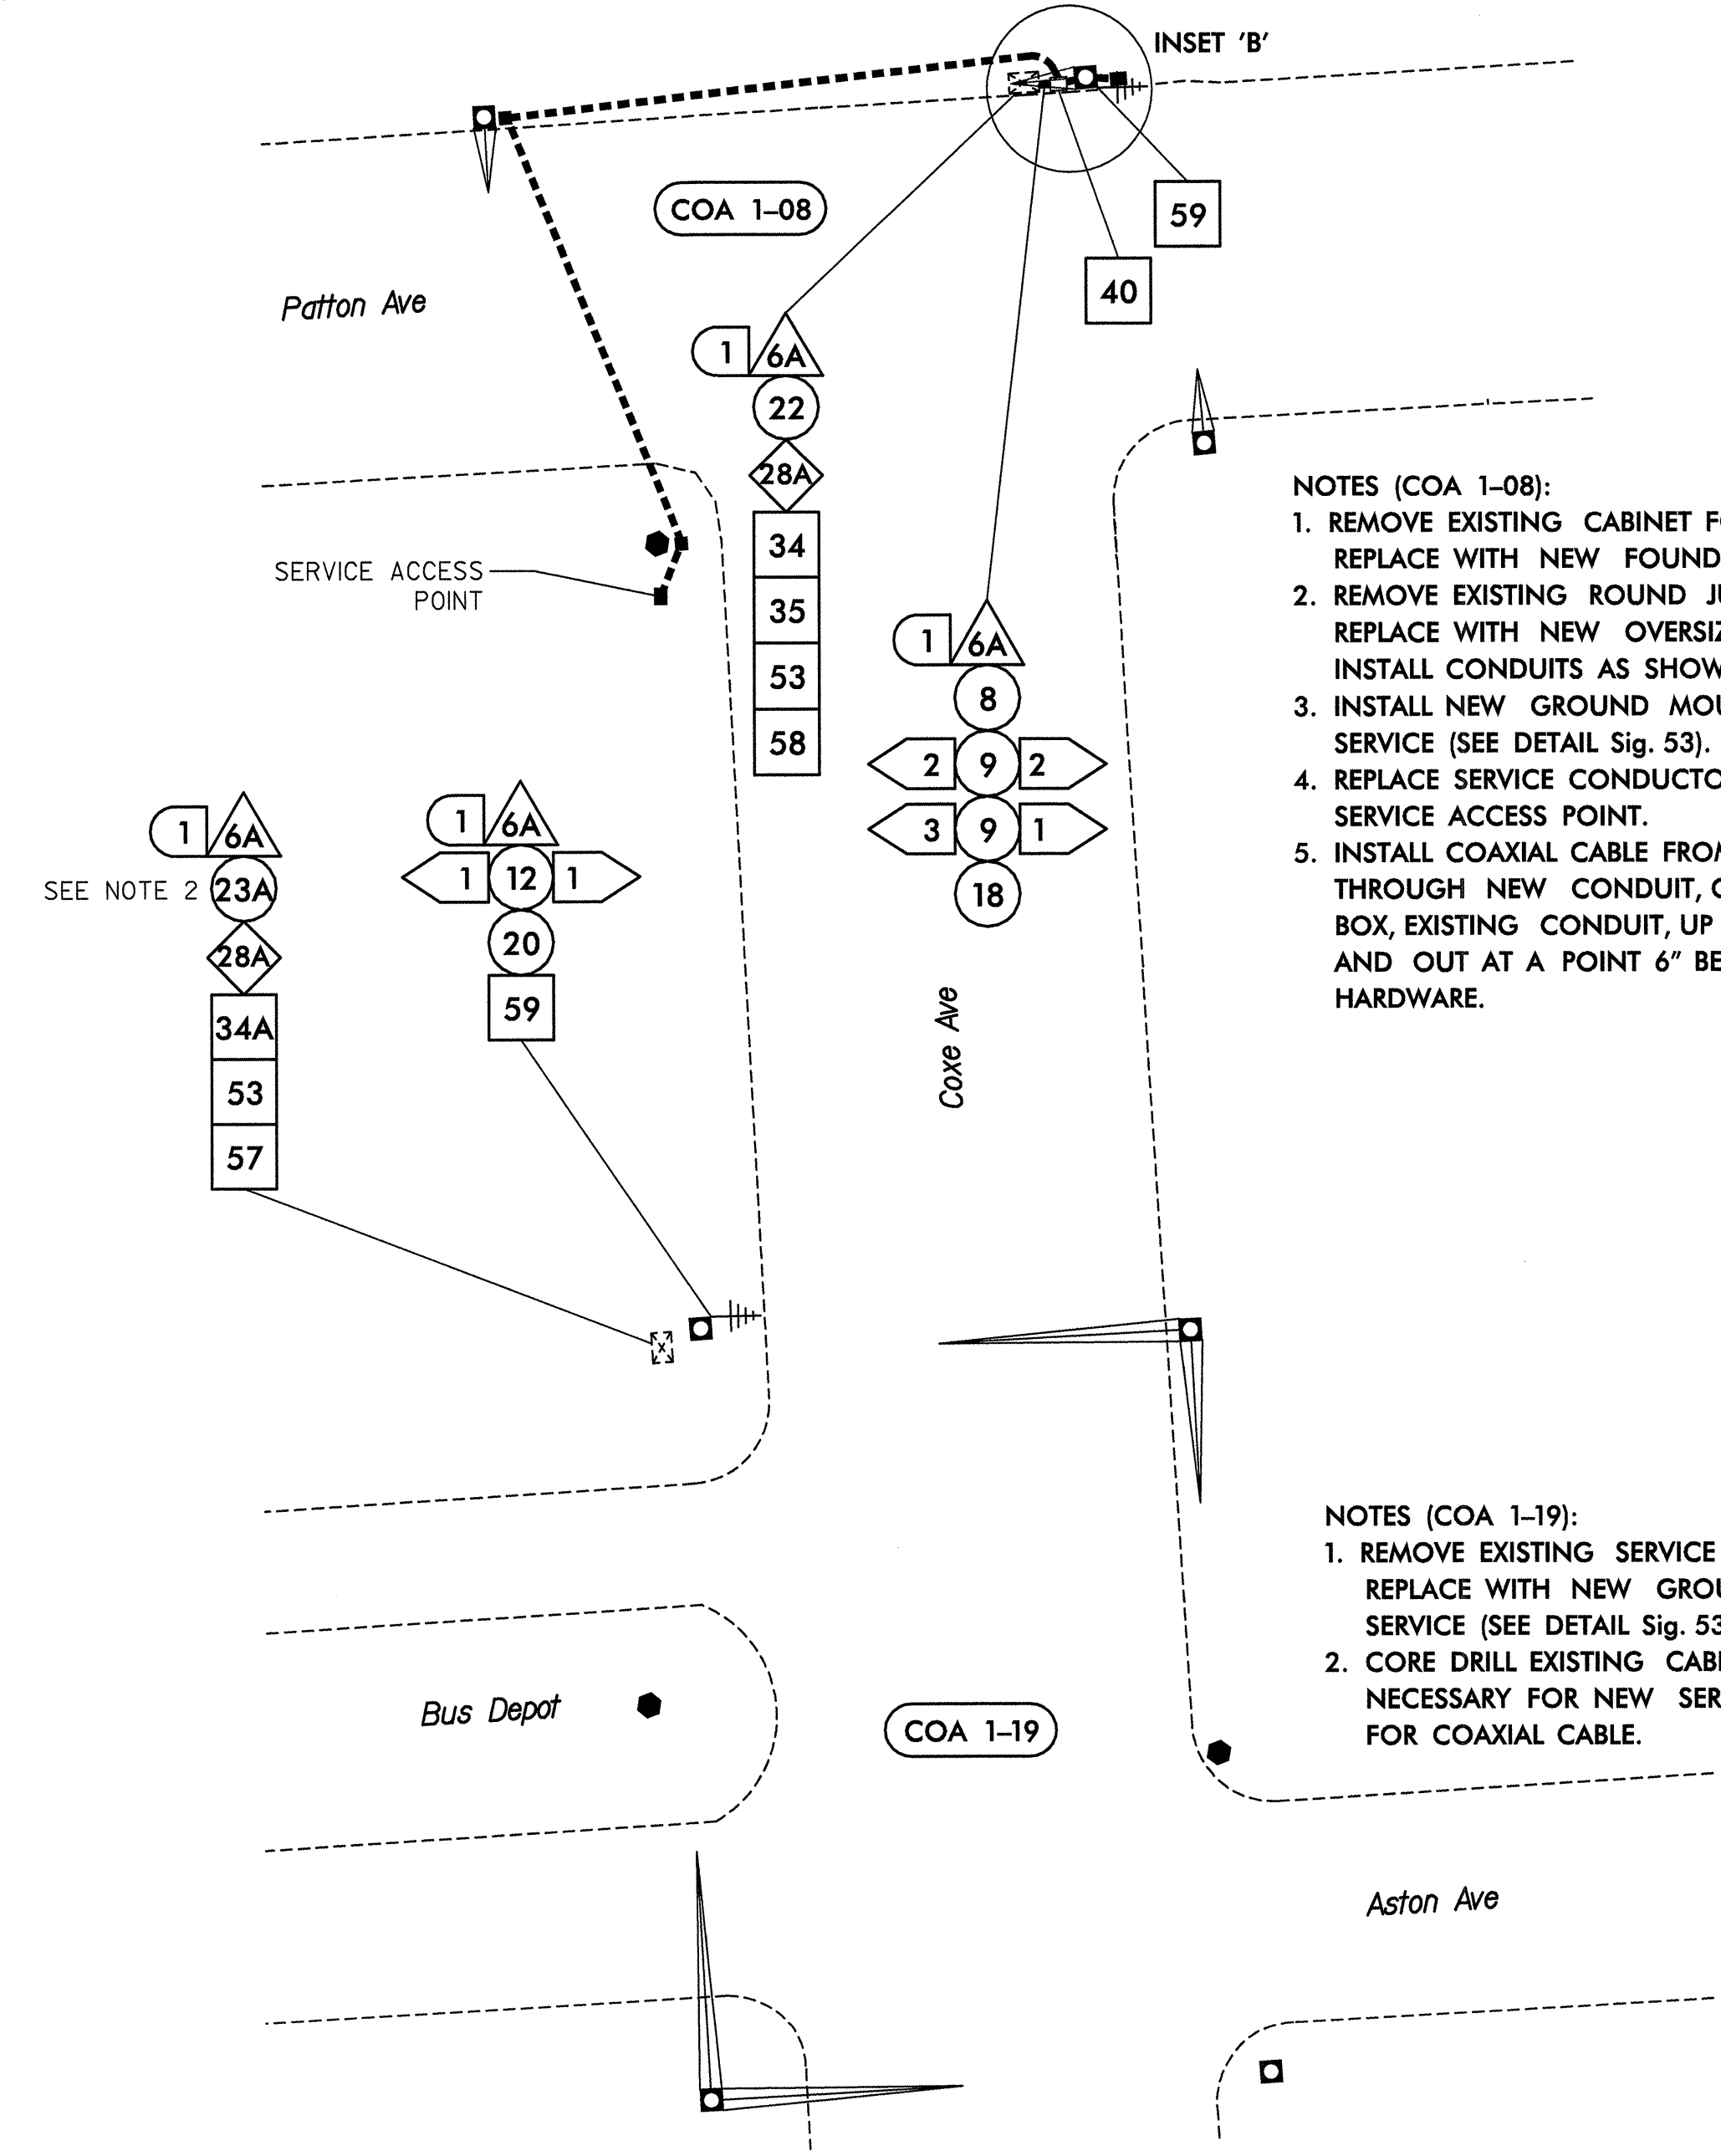 INSET 'B'
COA 1-08
59
40
Patton Ave
1 6A
22
28A
34
35
53
58
SERVICE ACCESS
POINT
NOTES (COA 1-08):
1. REMOVE EXISTING CABINET
REPLACE WITH NEW
2. REMOVE EXISTING ROUND
REPLACE WITH NEW
INSTALL CONDUITS AS
3. INSTALL NEW GROUND
SERVICE (SEE DETAIL Sig. 53).
4. REPLACE SERVICE
SERVICE ACCESS POINT.
5. INSTALL COAXIAL CABLE
THROUGH NEW CONDUIT,
BOX, EXISTING CONDUIT, UP
AND OUT AT A POINT 6"
HARDWARE.
1 6A
8
2 9 2
3 9 1
18
1 6A
SEE NOTE 2 23A
28A
34A
53
57
1 6A
1 12 1
20
59
Coxe Ave
NOTES (COA 1-19):
1. REMOVE EXISTING SERVICE
REPLACE WITH NEW
SERVICE (SEE DETAIL Sig. 53
2. CORE DRILL EXISTING
NECESSARY FOR NEW
FOR COAXIAL CABLE.
Bus Depot
COA 1-19
Aston Ave